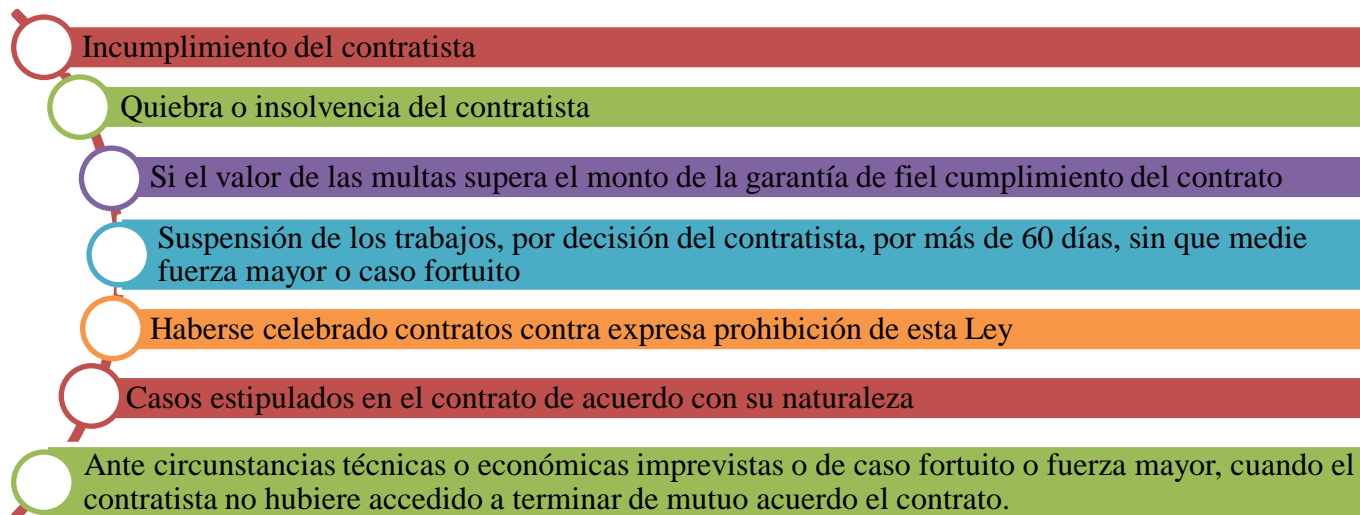 Incumplimiento del contratista
Quiebra o insolvencia del contratista
Si el valor de las multas supera el monto de la garantía de fiel cumplimiento del contrato
Suspensión de los trabajos, por decisión del contratista, por más de 60 días, sin que medie
fuerza mayor o caso fortuito
Haberse celebrado contratos contra expresa prohibición de esta Ley
Casos estipulados en el contrato de acuerdo con su naturaleza
Ante circunstancias técnicas o económicas imprevistas o de caso fortuito o fuerza mayor, cuando el
contratista no hubiere accedido a terminar de mutuo acuerdo el contrato.